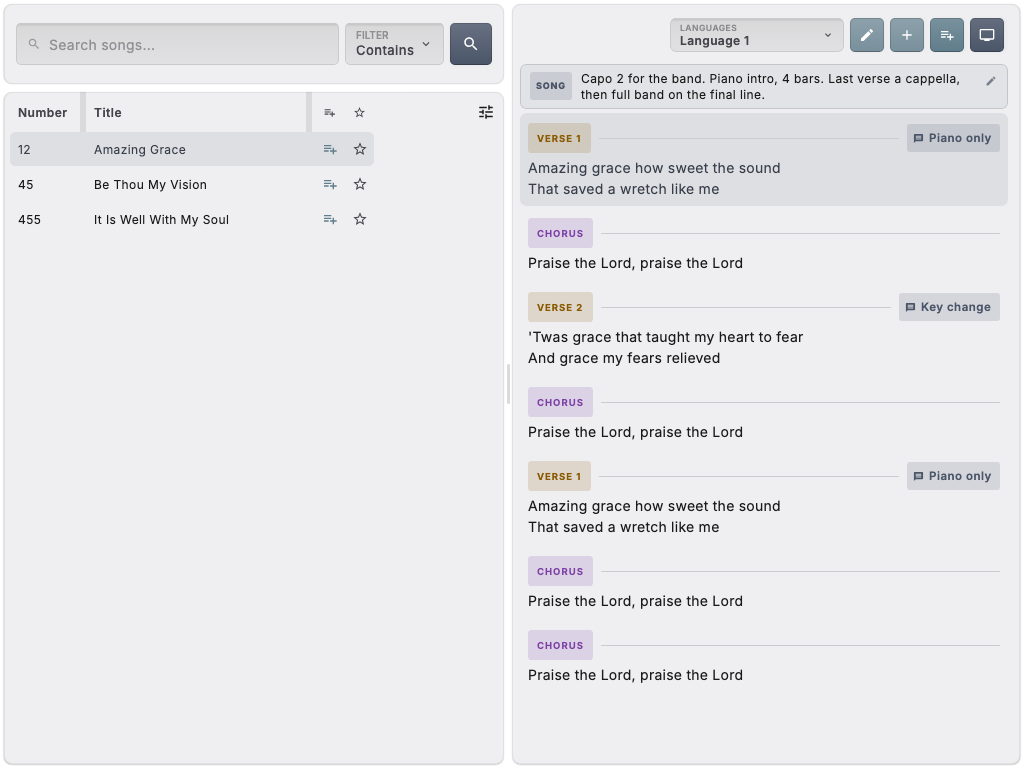 Search songs...
FILTER
Contains
Number Title
12 Amazing Grace
45 Be Thou My Vision
455 It Is Well With My Soul
LANGUAGES
Language 1
SONG
Capo 2 for the band. Piano intro, 4 bars. Last verse a cappella,
then full band on the final line.
VERSE 1 Piano only
Amazing grace how sweet the sound
That saved a wretch like me
CHORUS
Praise the Lord, praise the Lord
VERSE 2 Key change
'Twas grace that taught my heart to fear
And grace my fears relieved
CHORUS
Praise the Lord, praise the Lord
VERSE 1 Piano only
Amazing grace how sweet the sound
That saved a wretch like me
CHORUS
Praise the Lord, praise the Lord
CHORUS
Praise the Lord, praise the Lord